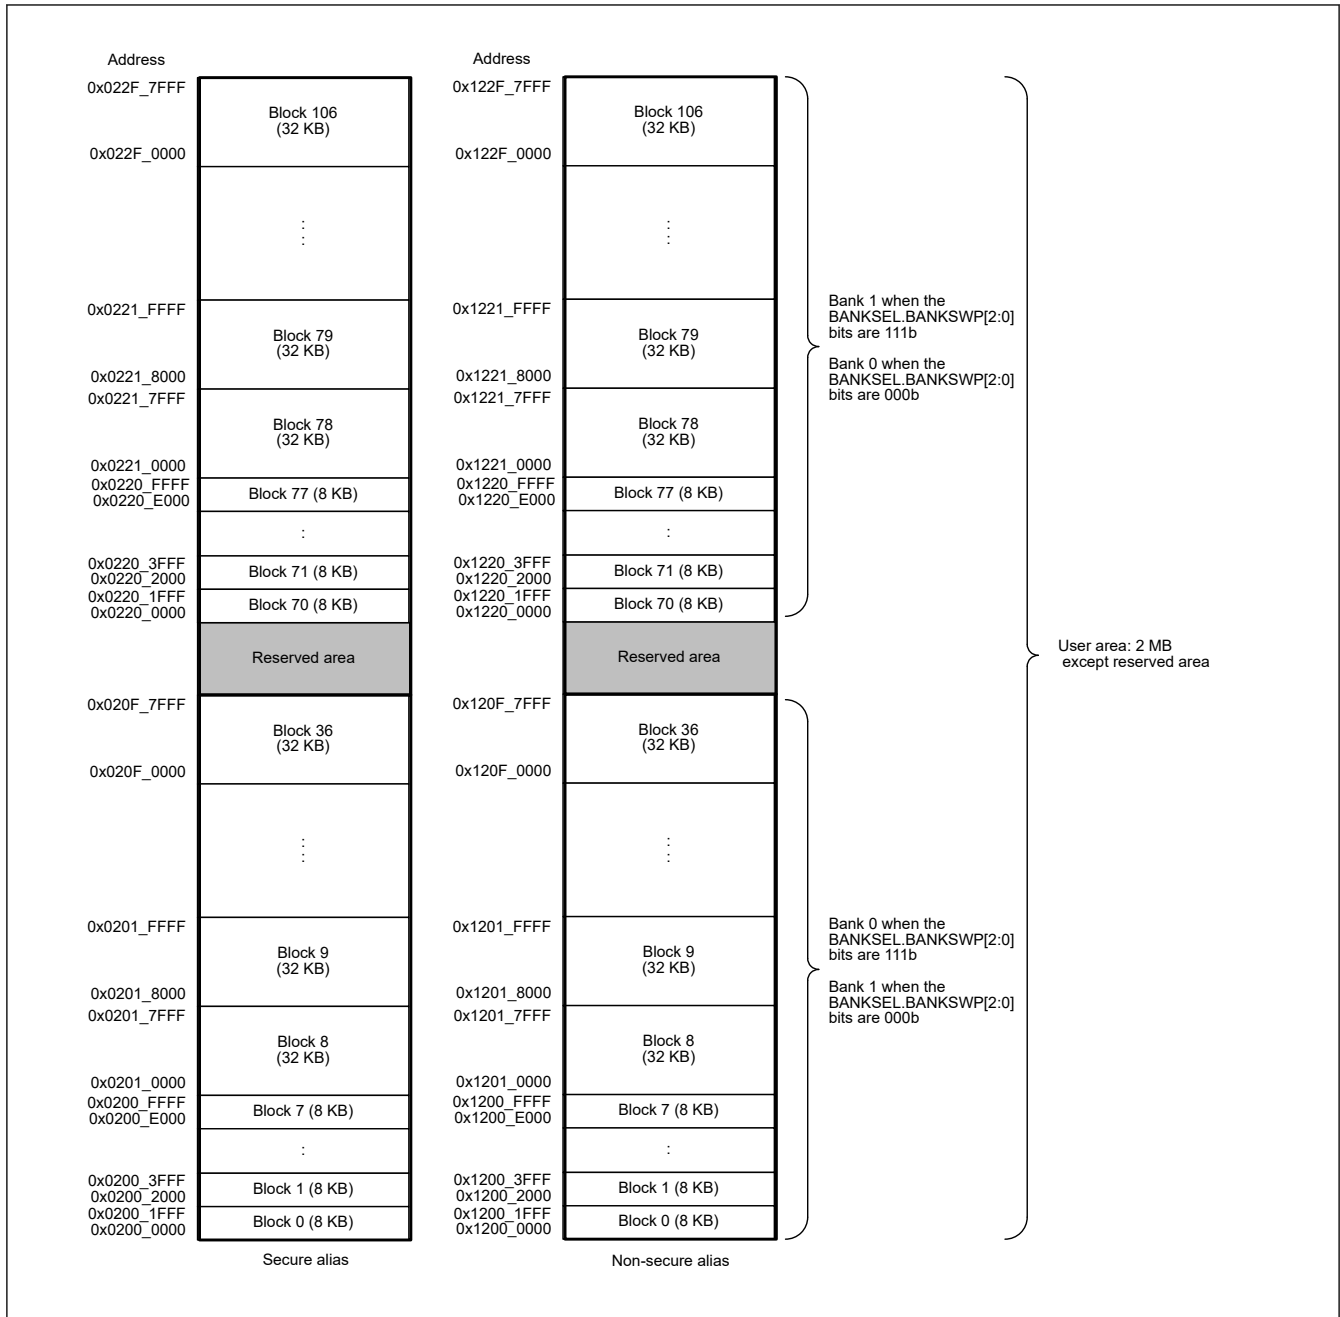 Address
0x022F_7FFF
Block 106
(32 KB)
0x022F_0000
:
:
0x0221_FFFF
Block 79
(32 KB)
0x0221_8000
0x0221_7FFF
Block 78
(32 KB)
0x0221_0000
0x0220_FFFF
Block 77 (8 KB)
0x0220_E000
:
0x0220_3FFF
Block 71 (8 KB)
0x0220_2000
0x0220_1FFF
Block 70 (8 KB)
0x0220_0000
Reserved area
0x020F_7FFF
Block 36
(32 KB)
0x020F_0000
:
:
0x0201_FFFF
Block 9
(32 KB)
0x0201_8000
0x0201_7FFF
Block 8
(32 KB)
0x0201_0000
0x0200_FFFF
Block 7 (8 KB)
0x0200_E000
:
0x0200_3FFF
Block 1 (8 KB)
0x0200_2000
0x0200_1FFF
Block 0 (8 KB)
0x0200_0000
Secure alias
Address
0x122F_7FFF
Block 106
(32 KB)
0x122F_0000
:
:
0x1221_FFFF
Block 79
(32 KB)
0x1221_8000
0x1221_7FFF
Block 78
(32 KB)
0x1221_0000
0x1220_FFFF
Block 77 (8 KB)
0x1220_E000
:
0x1220_3FFF
Block 71 (8 KB)
0x1220_2000
0x1220_1FFF
Block 70 (8 KB)
0x1220_0000
Reserved area
0x120F_7FFF
Block 36
(32 KB)
0x120F_0000
:
:
0x1201_FFFF
Block 9
(32 KB)
0x1201_8000
0x1201_7FFF
Block 8
(32 KB)
0x1201_0000
0x1200_FFFF
Block 7 (8 KB)
0x1200_E000
:
0x1200_3FFF
Block 1 (8 KB)
0x1200_2000
0x1200_1FFF
Block 0 (8 KB)
0x1200_0000
Non-secure alias
Bank 1 when the
BANKSEL.BANKSWP[2:0]
bits are 111b
Bank 0 when the
BANKSEL.BANKSWP[2:0]
bits are 000b
Bank 0 when the
BANKSEL.BANKSWP[2:0]
bits are 111b
Bank 1 when the
BANKSEL.BANKSWP[2:0]
bits are 000b
User area: 2 MB
except reserved area